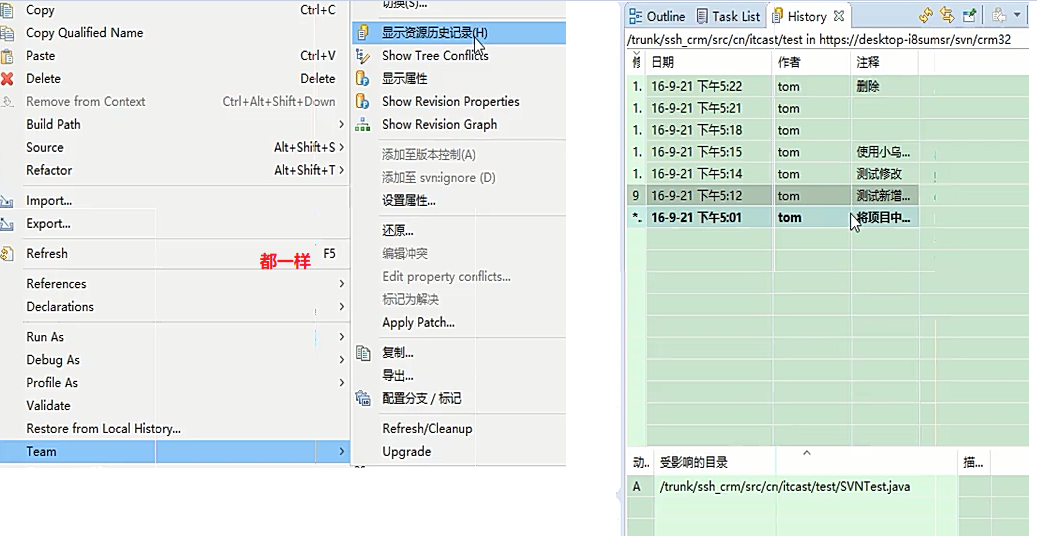 Copy Ctrl+C
Copy Qualified Name
Paste Ctrl+V
Delete Delete
Remove from Context Ctrl+Alt+Shift+Down
Build Path
Source Alt+Shift+S
Refactor Alt+Shift+T
Import...
Export...
Refresh F5
都一样
References
Declarations
Run As
Debug As
Profile As
Validate
Restore from Local History...
Team
切换(S)...
显示资源历史记录(H)
Show Tree Conflicts
显示属性
Show Revision Properties
Show Revision Graph
添加至版本控制(A)
添加至 svn:ignore (D)
设置属性...
还原...
编辑冲突
Edit property conflicts...
标记为解决
Apply Patch...
复制...
导出...
配置分支 / 标记
Refresh/Cleanup
Upgrade
Outline Task List History
/trunk/ssh_crm/src/cn/itcast/test in https://desktop-i8sumsr/svn/crm32
日期 作者 注释
1. 16-9-21 下午5:22 tom 删除
1. 16-9-21 下午5:21 tom
1. 16-9-21 下午5:18 tom
1. 16-9-21 下午5:15 tom 使用小乌...
1. 16-9-21 下午5:14 tom 测试修改
9 16-9-21 下午5:12 tom 测试新增...
*. 16-9-21 下午5:01 tom 将项目中...
动.. 受影响的目录 描...
A /trunk/ssh_crm/src/cn/itcast/test/SVNTest.java